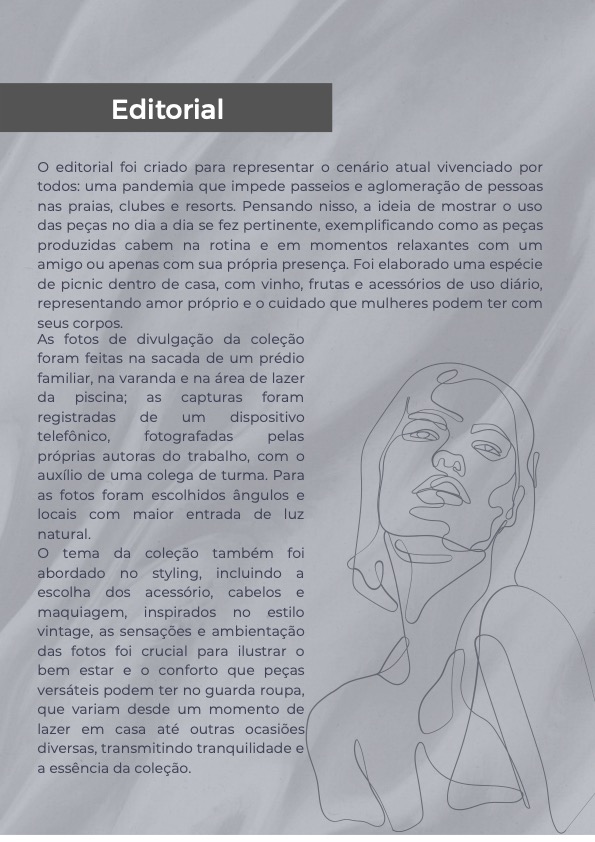 Editorial
O editorial foi criado para representar o cenário atual vivenciado por
todos: uma pandemia que impede passeios e aglomeração de pessoas
nas praias, clubes e resorts. Pensando nisso, a ideia de mostrar o uso
das peças no dia a dia se fez pertinente, exemplificando como as peças
produzidas cabem na rotina e em momentos relaxantes com um
amigo ou apenas com sua própria presença. Foi elaborado uma espécie
de picnic dentro de casa, com vinho, frutas e acessórios de uso diário,
representando amor próprio e o cuidado que mulheres podem ter com
seus corpos.
As fotos de divulgação da coleção
foram feitas na sacada de um prédio
familiar, na varanda e na área de lazer
da piscina; as capturas foram
registradas de um dispositivo
telefônico, fotografadas pelas
próprias autoras do trabalho, com o
auxílio de uma colega de turma. Para
as fotos foram escolhidos ângulos e
locais com maior entrada de luz
natural.
O tema da coleção também foi
abordado no styling, incluindo a
escolha dos acessório, cabelos e
maquiagem, inspirados no estilo
vintage, as sensações e ambientação
das fotos foi crucial para ilustrar o
bem estar e o conforto que peças
versáteis podem ter no guarda roupa,
que variam desde um momento de
lazer em casa até outras ocasiões
diversas, transmitindo tranquilidade e
a essência da coleção.